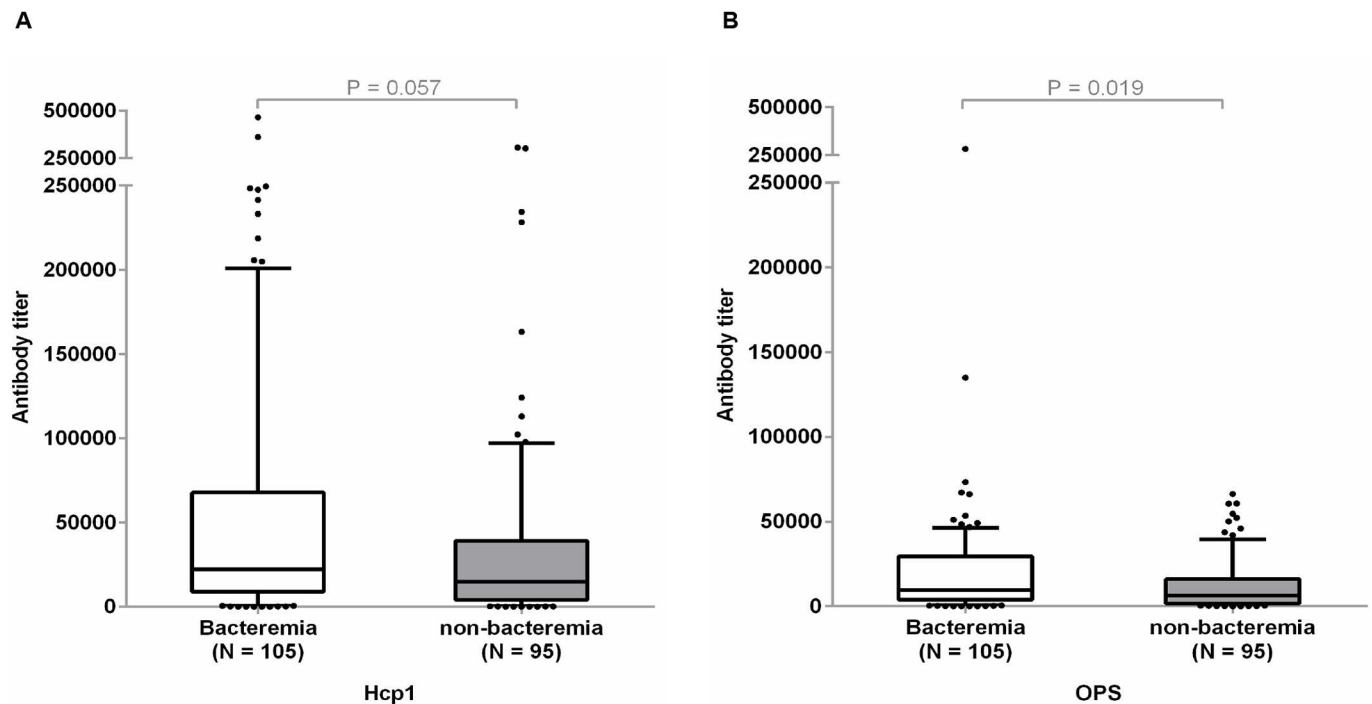 A
P = 0.057
500000
250000
250000
200000
150000
100000
50000
0
Antibody titer
Bacteremia
(N = 105)
non-bacteremia
(N = 95)
Hcp1
B
P = 0.019
500000
250000
250000
200000
150000
100000
50000
0
Antibody titer
Bacteremia
(N = 105)
non-bacteremia
(N = 95)
OPS